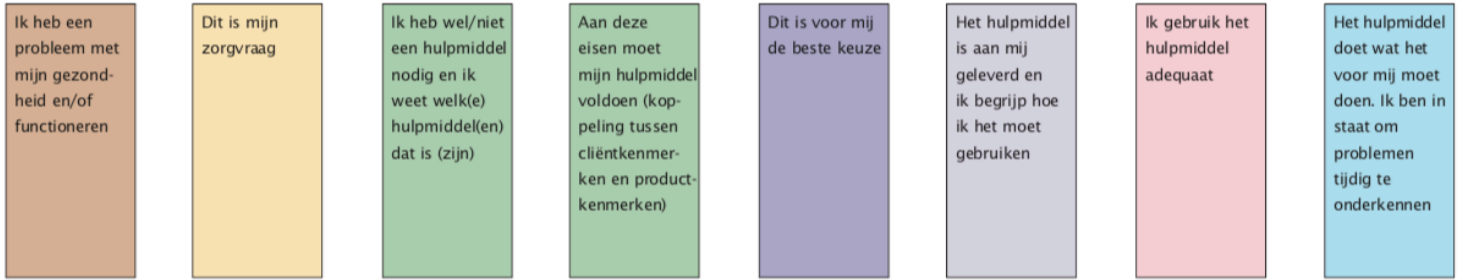 Ik heb een
probleem met
mijn gezond-
heid en/of
functioneren
Dit is mijn
zorgvraag
Ik heb wel/niet
een hulpmiddel
nodig en ik
weet welk(e)
hulpmiddel(en)
dat is (zijn)
Aan deze
eisen moet
mijn hulpmiddel
voldoen (kop-
peling tussen
cliëntkenmer-
ken en product-
kenmerken)
Dit is voor mij
de beste keuze
Het hulpmiddel
is aan mij
geleverd en
ik begrijp hoe
ik het moet
gebruiken
Ik gebruik het
hulpmiddel
adequaat
Het hulpmiddel
doet wat het
voor mij moet
doen. Ik ben in
staat om
problemen
tijdig te
onderkennen